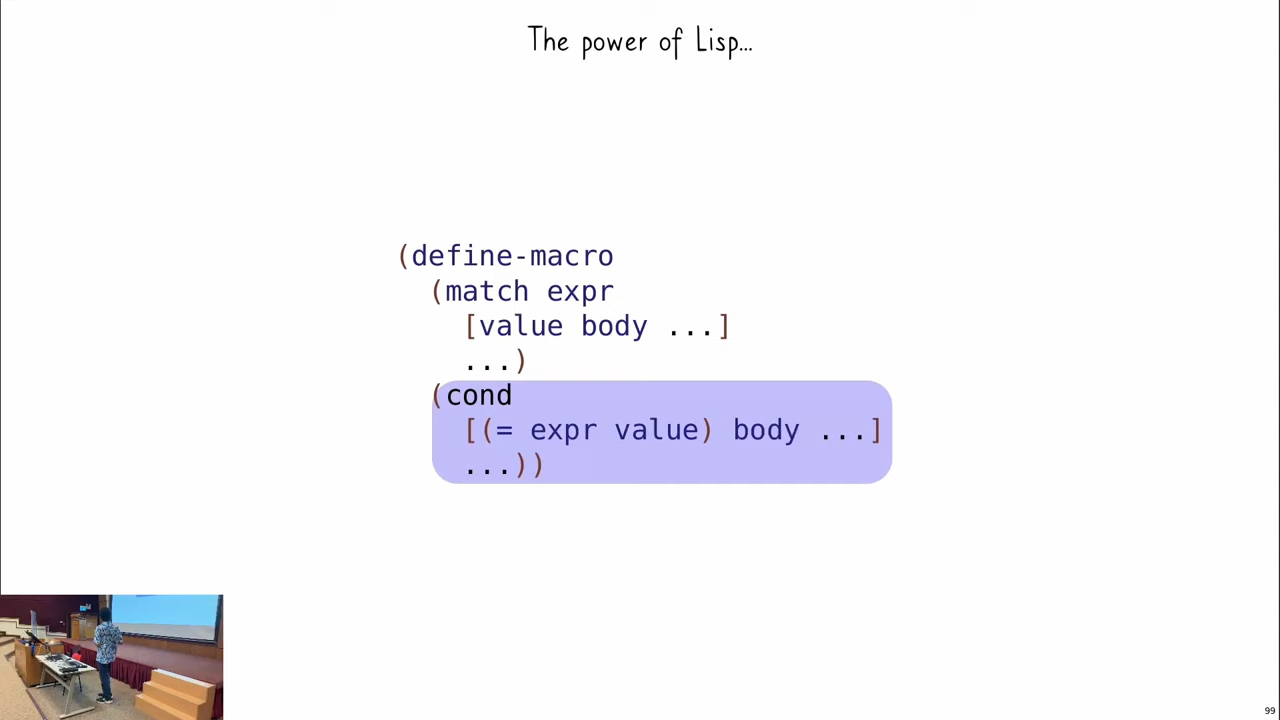 The power of Lisp...
(define-macro
(match expr
[value body ...]
...)
(cond
[(= expr value) body ...]
...))
99